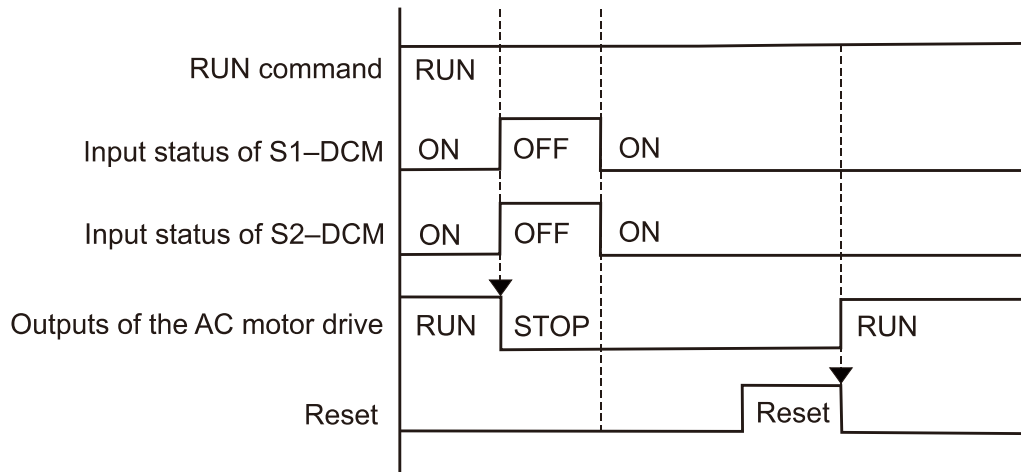 RUN command RUN
Input status of S1–DCM ON OFF ON
Input status of S2–DCM ON OFF ON
Outputs of the AC motor drive RUN STOP RUN
Reset Reset